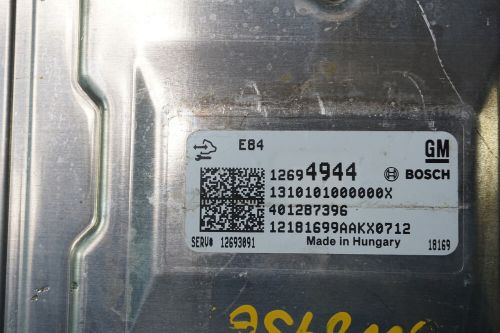 E84
GM
12694944 BOSCH
1310101000000X
401287396
12181699AAKX0712
SERV# 12693091 Made in Hungary 18169